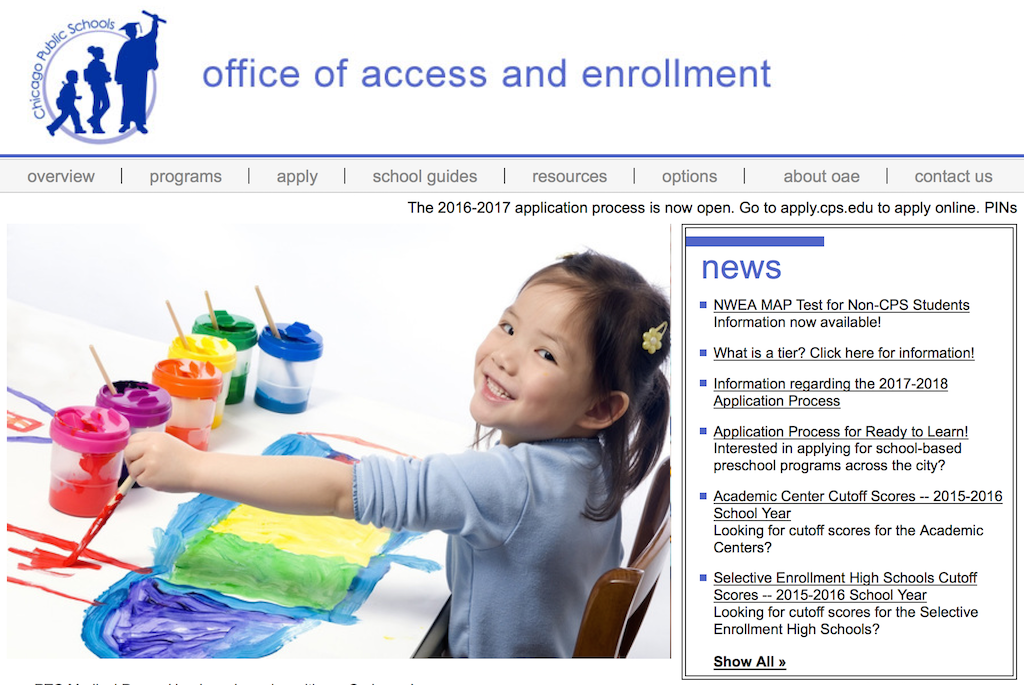 Chicago Public Schools
office of access and enrollment
overview | programs | apply | school guides | resources | options | about oae | contact us
The 2016-2017 application process is now open. Go to apply.cps.edu to apply online. PINs
news
NWEA MAP Test for Non-CPS Students
Information now available!
What is a tier? Click here for information!
Information regarding the 2017-2018
Application Process
Application Process for Ready to Learn!
Interested in applying for school-based
preschool programs across the city?
Academic Center Cutoff Scores -- 2015-2016
School Year
Looking for cutoff scores for the Academic
Centers?
Selective Enrollment High Schools Cutoff
Scores -- 2015-2016 School Year
Looking for cutoff scores for the Selective
Enrollment High Schools?
Show All »